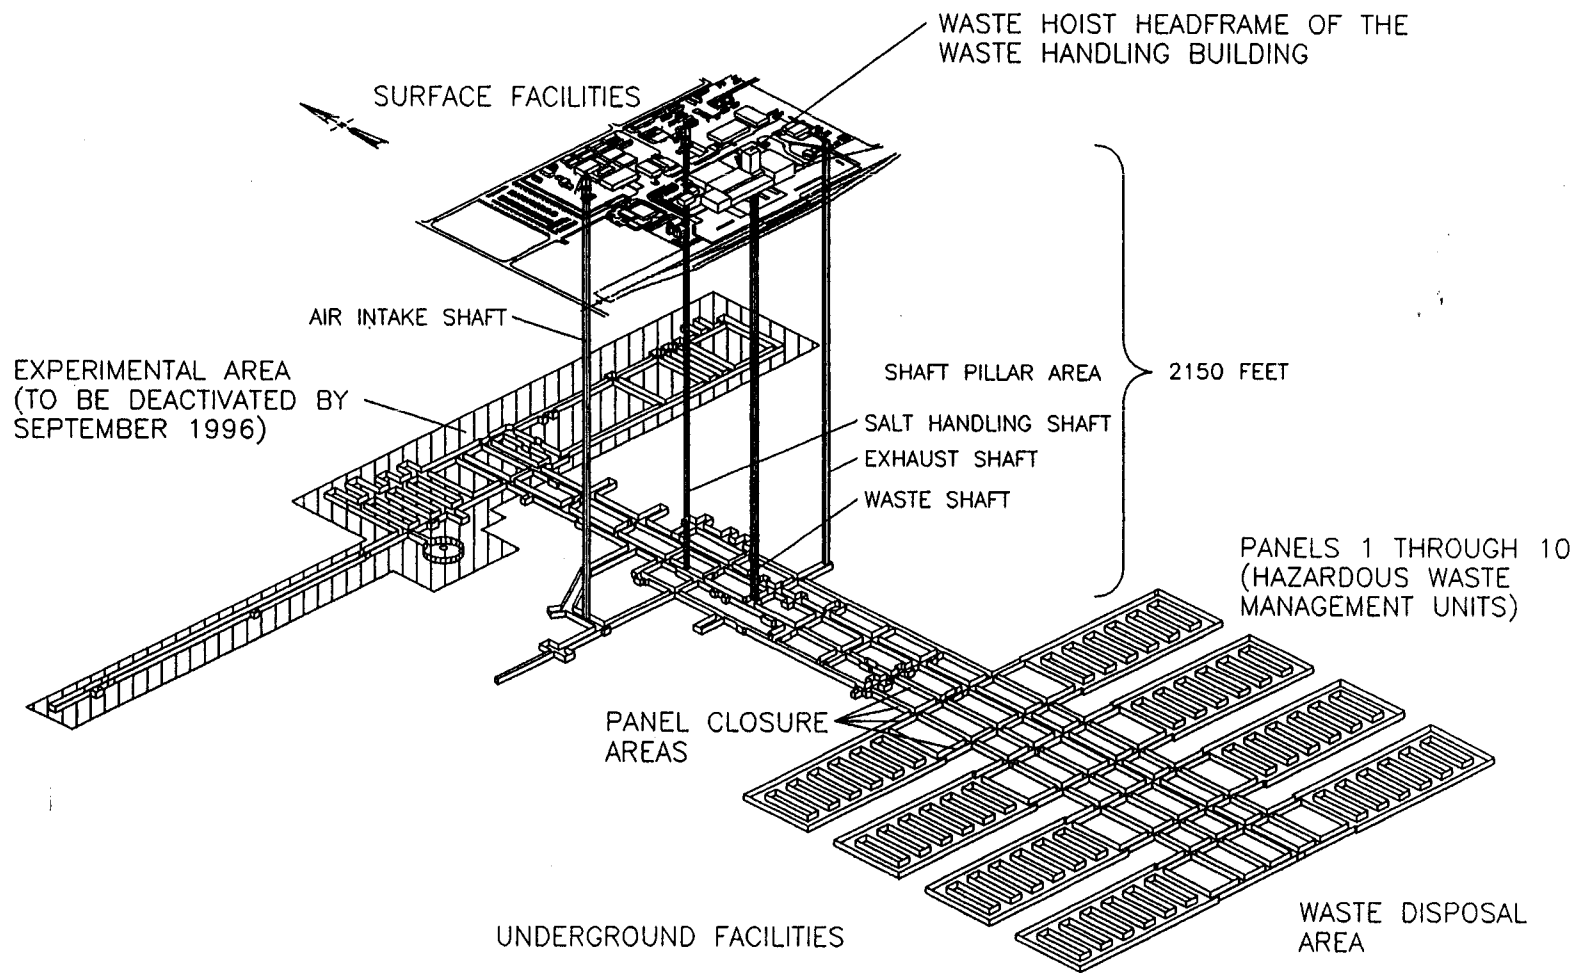 WASTE HOIST HEADFRAME OF THE
WASTE HANDLING BUILDING
SURFACE FACILITIES
AIR INTAKE SHAFT
EXPERIMENTAL AREA
(TO BE DEACTIVATED BY
SEPTEMBER 1996)
SHAFT PILLAR AREA
2150 FEET
SALT HANDLING SHAFT
EXHAUST SHAFT
WASTE SHAFT
PANELS 1 THROUGH 10
(HAZARDOUS WASTE
MANAGEMENT UNITS)
PANEL CLOSURE
AREAS
UNDERGROUND FACILITIES
WASTE DISPOSAL
AREA